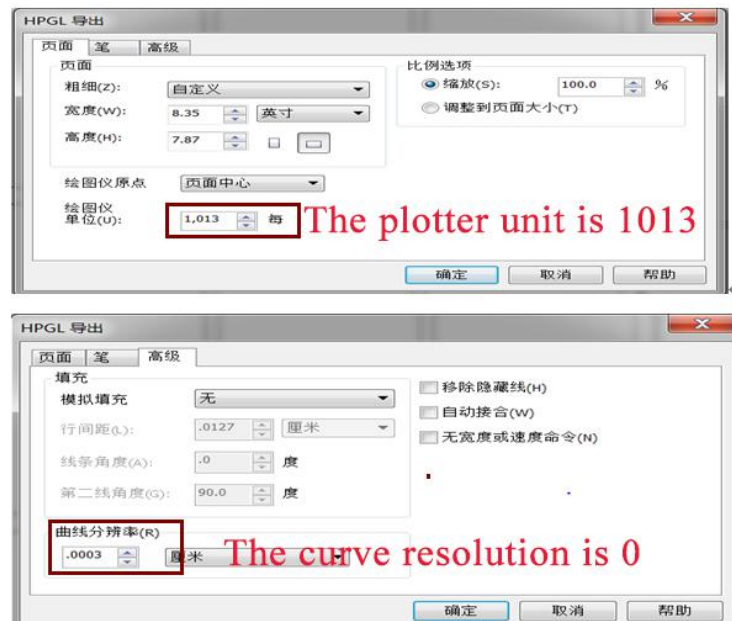 HPGL 导出
页面 笔 高级
页面
比例选项
粗细(Z): 自定义
缩放(S): 100.0 %
宽度(W): 8.35 英寸
调整到页面大小(T)
高度(H): 7.87
绘图仪原点 页面中心
绘图仪
单位(U): 1,013 每
The plotter unit is 1013
确定 取消 帮助
HPGL 导出
页面 笔 高级
填充
移除隐藏线(H)
模拟填充 无
自动接合(W)
行间距(L): .0127 厘米
无宽度或速度命令(N)
线条角度(A): .0 度
第二线角度(G): 90.0 度
曲线分辨率(R)
.0003 厘米
The curve resolution is 0
确定 取消 帮助